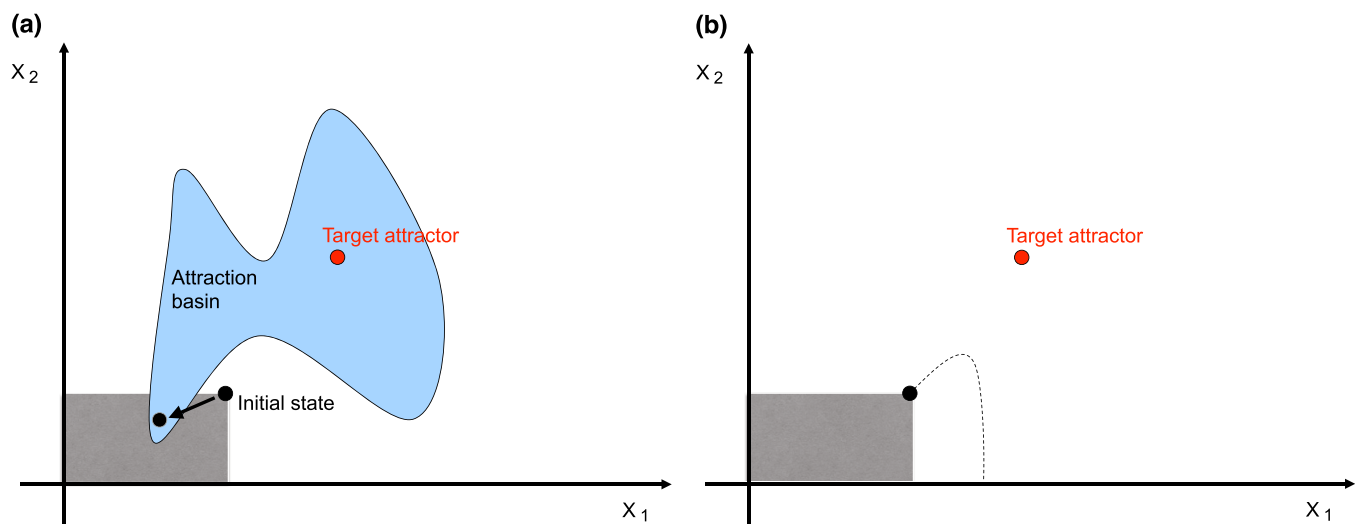 (a)
X 2
Target attractor
Attraction
basin
Initial state
X 1
(b)
X 2
Target attractor
X 1